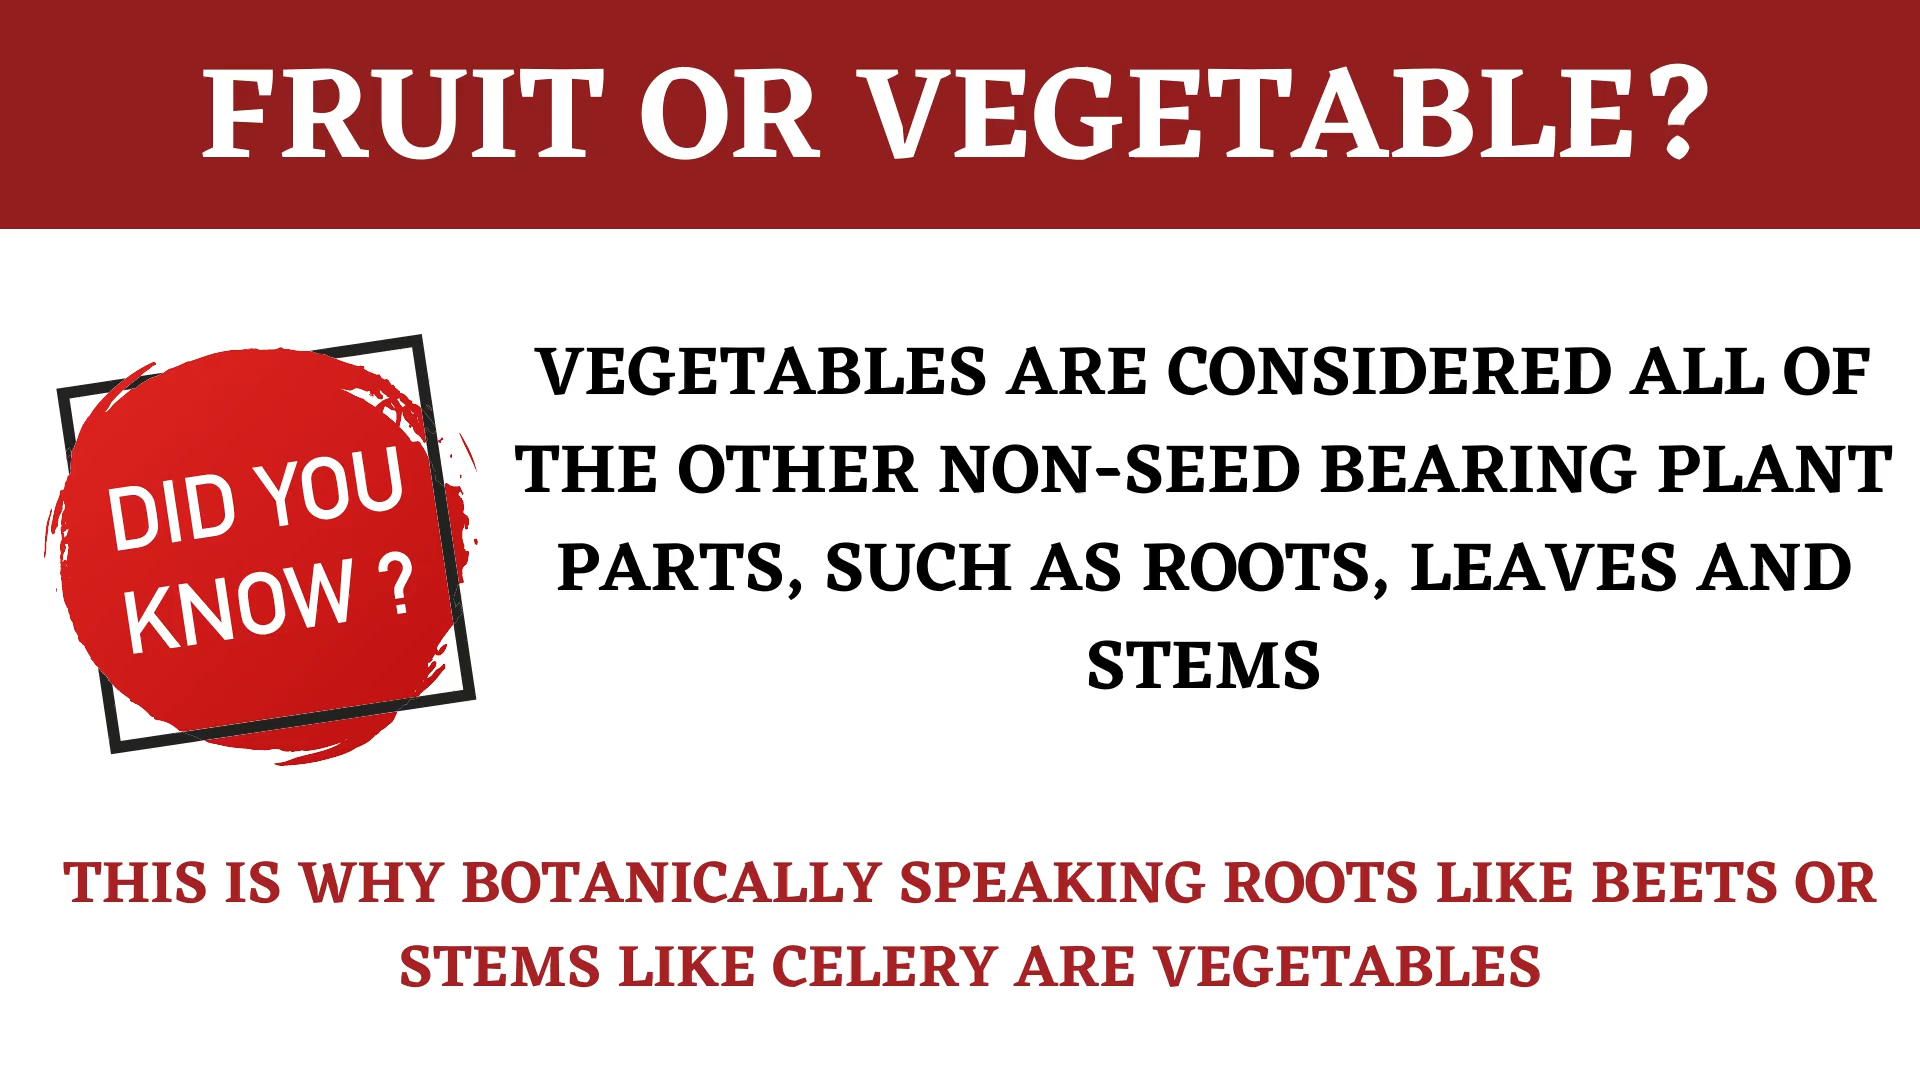 FRUIT OR VEGETABLE?
DID YOU
KNOW ?
VEGETABLES ARE CONSIDERED ALL OF
THE OTHER NON-SEED BEARING PLANT
PARTS, SUCH AS ROOTS, LEAVES AND
STEMS
THIS IS WHY BOTANICALLY SPEAKING ROOTS LIKE BEETS OR
STEMS LIKE CELERY ARE VEGETABLES